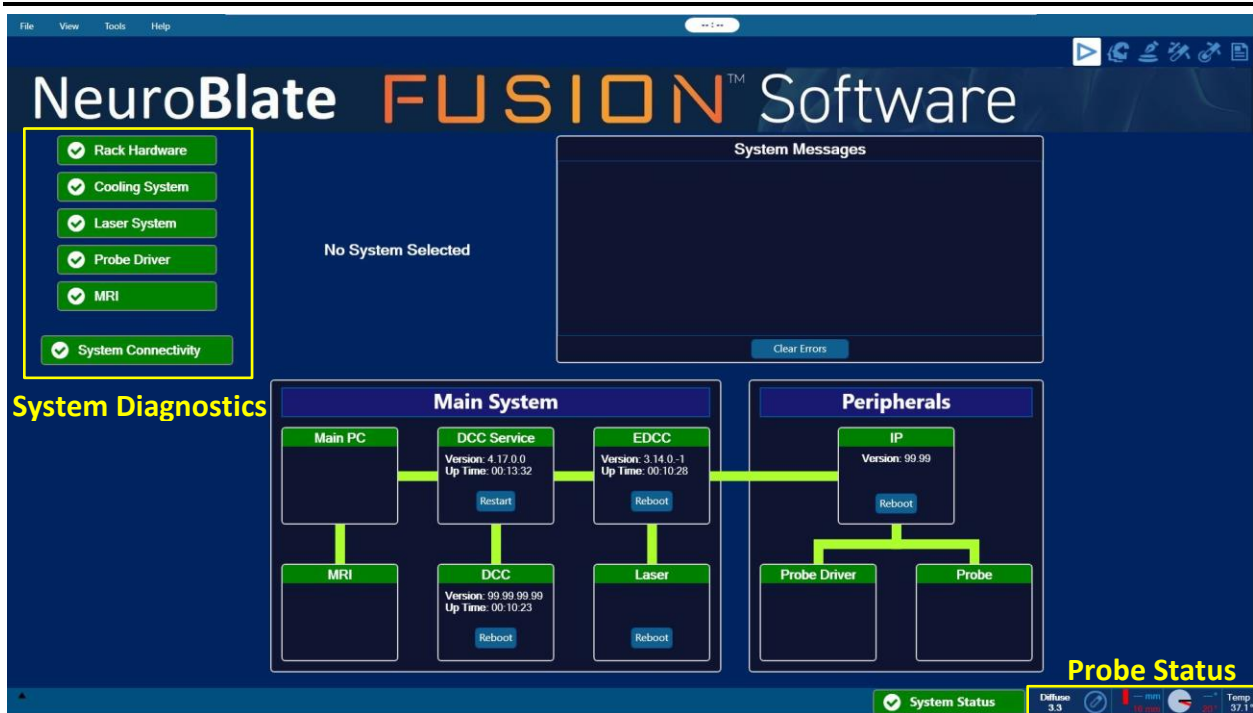 File View Tools Help
-- : --
NeuroBlate FUSION™ Software
Rack Hardware
Cooling System
Laser System
Probe Driver
MRI
System Connectivity
System Diagnostics
No System Selected
System Messages
Clear Errors
Main System
Main PC
DCC Service
Version: 4.17.0.0
Up Time: 00:13:32
Restart
EDCC
Version: 3.14.0.-1
Up Time: 00:10:28
Reboot
MRI
DCC
Version: 99.99.99.99
Up Time: 00:10:23
Reboot
Laser
Reboot
Peripherals
IP
Version: 99.99
Reboot
Probe Driver
Probe
Probe Status
System Status
Diffuse
3.3
— mm
—°
Temp
37.1°